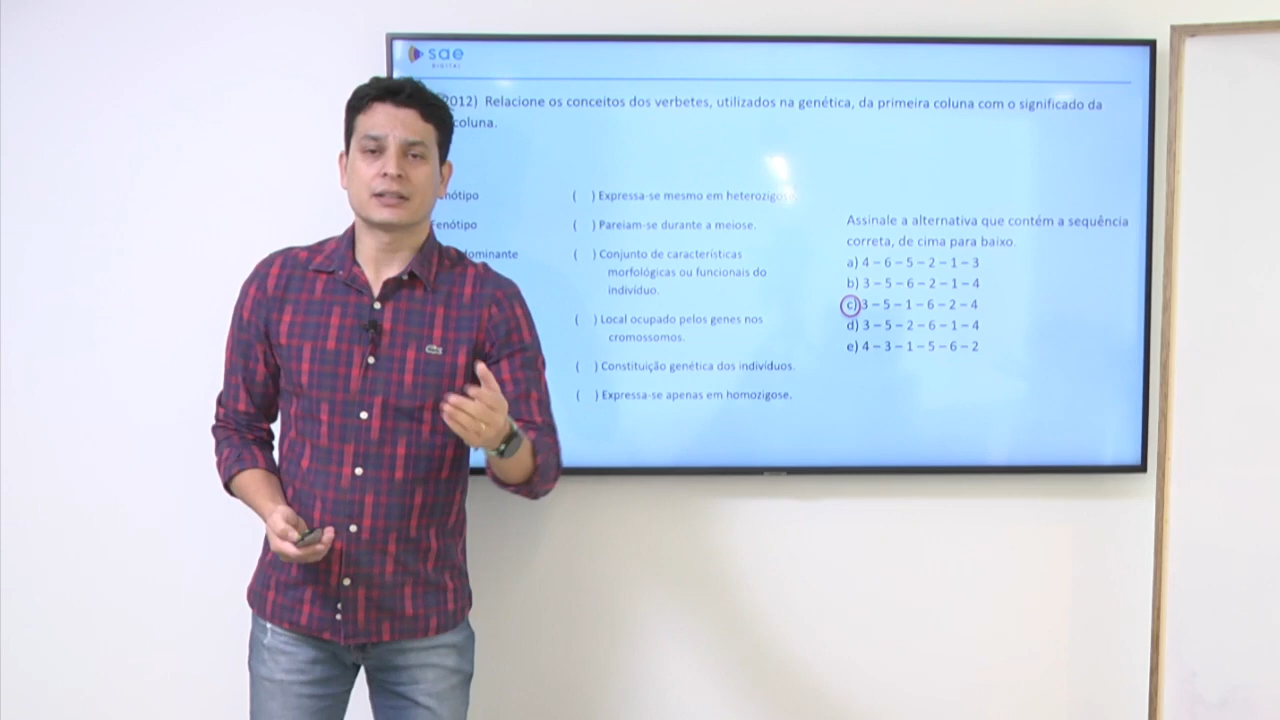 sae
DIGITAL
2012) Relacione os conceitos dos verbetes, utilizados na genética, da primeira coluna com o significado da
coluna.
Fenótipo
dominante
( ) Expressa-se mesmo em heterozigose.
( ) Pareiam-se durante a meiose.
( ) Conjunto de características
morfológicas ou funcionais do
indivíduo.
( ) Local ocupado pelos genes nos
cromossomos.
( ) Constituição genética dos indivíduos.
( ) Expressa-se apenas em homozigose.
Assinale a alternativa que contém a sequência
correta, de cima para baixo.
a) 4 – 6 – 5 – 2 – 1 – 3
b) 3 – 5 – 6 – 2 – 1 – 4
c) 3 – 5 – 1 – 6 – 2 – 4
d) 3 – 5 – 2 – 6 – 1 – 4
e) 4 – 3 – 1 – 5 – 6 – 2